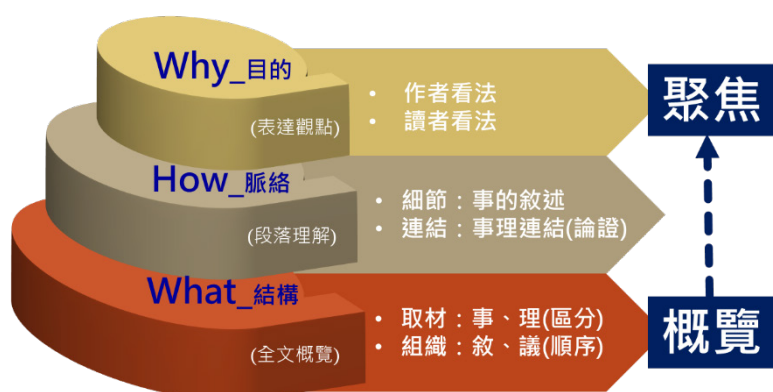 Why_目的
(表達觀點)
• 作者看法
• 讀者看法
聚焦
How_脈絡
(段落理解)
• 細節：事的敘述
• 連結：事理連結(論證)
What_結構
(全文概覽)
• 取材：事、理(區分)
• 組織：敘、議(順序)
概覽